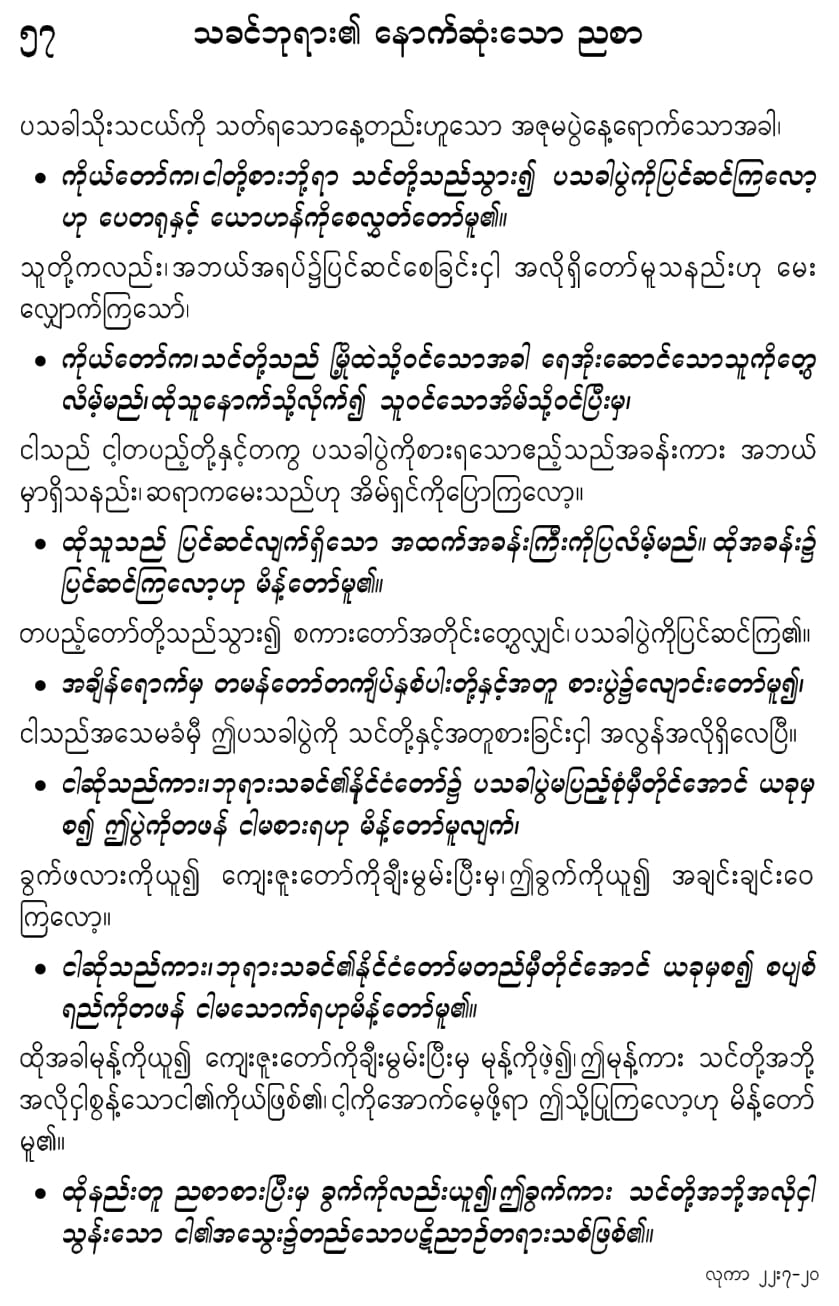 ၅၇ သခင်ဘုရား၏ နောက်ဆုံးသော ညစာ
ပသခါသိုးသငယ်ကို သတ်ရသောနေ့တည်းဟူသော အဇုမပွဲနေ့ရောက်သောအခါ၊
• ကိုယ်တော်က၊ငါတို့စားဘို့ရာ သင်တို့သည်သွား၍ ပသခါပွဲကိုပြင်ဆင်ကြလော့
ဟု ပေတရုနှင့် ယောဟန်ကိုစေလွှတ်တော်မူ၏။
သူတို့ကလည်း၊အဘယ်အရပ်၌ပြင်ဆင်စေခြင်းငှါ အလိုရှိတော်မူသနည်းဟု မေး
လျှောက်ကြသော်၊
• ကိုယ်တော်က၊သင်တို့သည် မြို့ထဲသို့ဝင်သောအခါ ရေအိုးဆောင်သောသူကိုတွေ့
လိမ့်မည်၊ထိုသူနောက်သို့လိုက်၍ သူဝင်သောအိမ်သို့ဝင်ပြီးမှ၊
ငါသည် ငါ့တပည့်တို့နှင့်တကွ ပသခါပွဲကိုစားရသောဧည့်သည်အခန်းကား အဘယ်
မှာရှိသနည်း၊ဆရာကမေးသည်ဟု အိမ်ရှင်ကိုပြောကြလော့။
• ထိုသူသည် ပြင်ဆင်လျက်ရှိသော အထက်အခန်းကြီးကိုပြလိမ့်မည်။ ထိုအခန်း၌
ပြင်ဆင်ကြလော့ဟု မိန့်တော်မူ၏။
တပည့်တော်တို့သည်သွား၍ စကားတော်အတိုင်းတွေ့လျှင်၊ပသခါပွဲကိုပြင်ဆင်ကြ၏။
• အချိန်ရောက်မှ တမန်တော်တကျိပ်နှစ်ပါးတို့နှင့်အတူ စားပွဲ၌လျောင်းတော်မူ၍၊
ငါသည်အသေမခံမှီ ဤပသခါပွဲကို သင်တို့နှင့်အတူစားခြင်းငှါ အလွန်အလိုရှိလေပြီ။
• ငါဆိုသည်ကား၊ဘုရားသခင်၏နိုင်ငံတော်၌ ပသခါပွဲမပြည့်စုံမှီတိုင်အောင် ယခုမှ
စ၍ ဤပွဲကိုတဖန် ငါမစားရဟု မိန့်တော်မူလျက်၊
ခွက်ဖလားကိုယူ၍ ကျေးဇူးတော်ကိုချီးမွမ်းပြီးမှ၊ဤခွက်ကိုယူ၍ အချင်းချင်းဝေ
ကြလော့။
• ငါဆိုသည်ကား၊ဘုရားသခင်၏နိုင်ငံတော်မတည်မှီတိုင်အောင် ယခုမှစ၍ စပျစ်
ရည်ကိုတဖန် ငါမသောက်ရဟုမိန့်တော်မူ၏။
ထိုအခါမုန့်ကိုယူ၍ ကျေးဇူးတော်ကိုချီးမွမ်းပြီးမှ မုန့်ကိုဖဲ့၍၊ဤမုန့်ကား သင်တို့အဘို့
အလိုငှါစွန့်သောငါ၏ကိုယ်ဖြစ်၏၊ငါ့ကိုအောက်မေ့ဖို့ရာ ဤသို့ပြုကြလော့ဟု မိန့်တော်
မူ၏။
• ထိုနည်းတူ ညစာစားပြီးမှ ခွက်ကိုလည်းယူ၍၊ဤခွက်ကား သင်တို့အဘို့အလိုငှါ
သွန်းသော ငါ၏အသွေး၌တည်သောပဋိညာဉ်တရားသစ်ဖြစ်၏။
လုကာ ၂၂း၇-၂၀